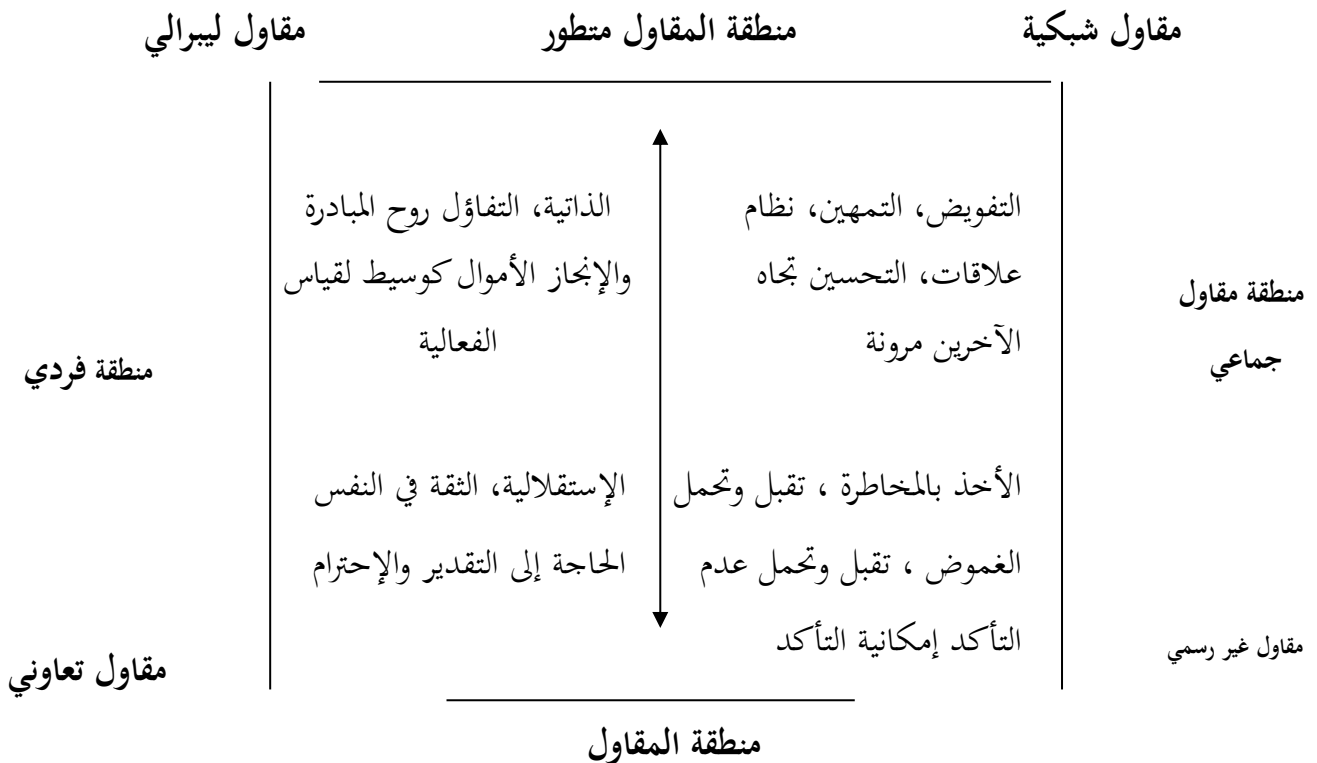 مقاول شبكية
منطقة المقاول متطور
مقاول ليبرالي
التفويض، التمهين، نظام
علاقات، التحسين تجاه
الآخرين مرونة
الذاتية، التفاؤل روح المبادرة
والإنجاز الأموال كوسيط لقياس
الفعالية
منطقة مقاول
جماعي
منطقة فردي
الأخذ بالمخاطرة ، تقبل وتحمل
الغموض ، تقبل وتحمل عدم
التأكد إمكانية التأكد
الإستقلالية، الثقة في النفس
الحاجة إلى التقدير والإحترام
مقاول غير رسمي
مقاول تعاوني
منطقة المقاول